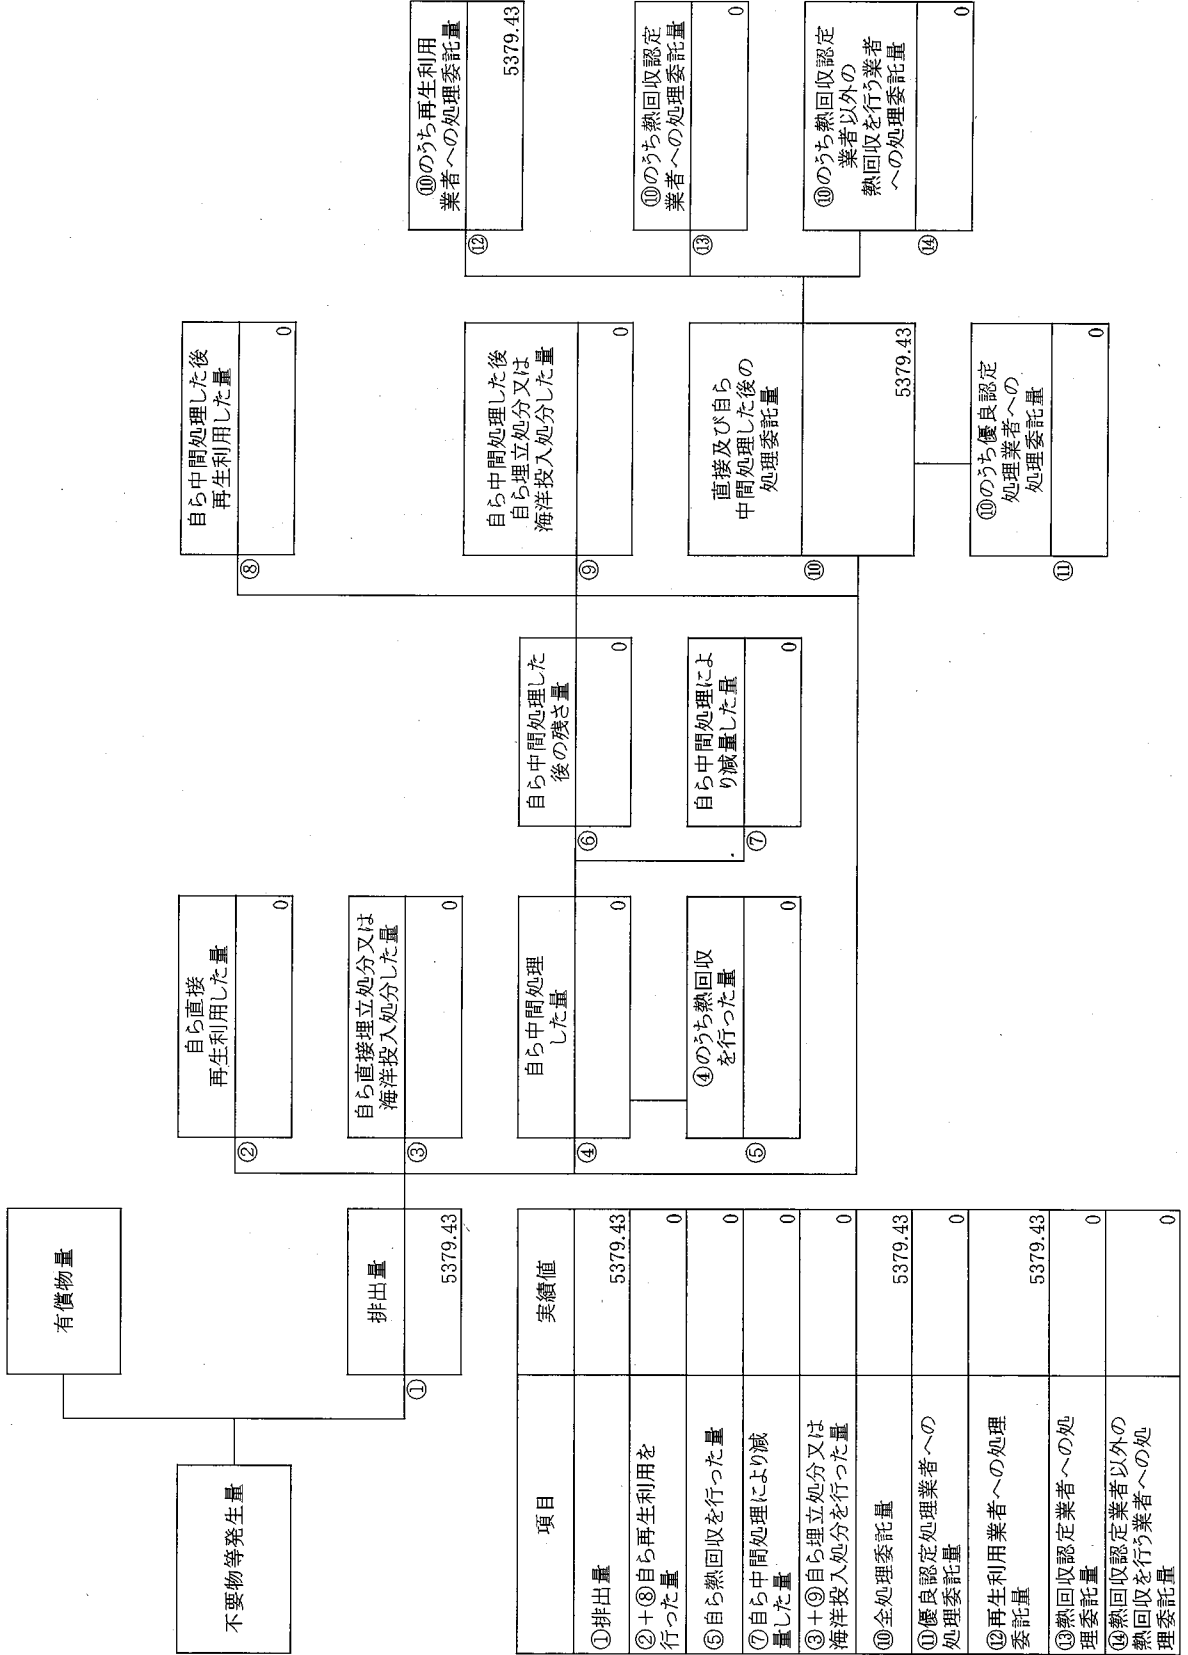 不要物等発生量
有償物量
①
排出量
5379.43
②
自ら直接
再生利用した量
0
③
自ら直接埋立処分又は
海洋投入処分した量
0
④
自ら中間処理
した量
0
⑤
④のうち熱回収
を行った量
0
⑥
自ら中間処理した
後の残さ量
0
⑦
自ら中間処理によ
り減量した量
0
⑧
自ら中間処理した後
再生利用した量
0
⑨
自ら中間処理した後
自ら埋立処分又は
海洋投入処分した量
0
⑩
直接及び自ら
中間処理した後の
処理委託量
5379.43
⑪
⑩のうち優良認定
処理業者への
処理委託量
0
⑫
⑩のうち再生利用
業者への処理委託量
5379.43
⑬
⑩のうち熱回収認定
業者への処理委託量
0
⑭
⑩のうち熱回収認定
業者以外の
熱回収を行う業者
への処理委託量
0
項目 実績値
①排出量 5379.43
②+⑧自ら再生利用を
行った量 0
⑤自ら熱回収を行った量 0
⑦自ら中間処理により減
量した量 0
③+⑨自ら埋立処分又は
海洋投入処分を行った量 0
⑩全処理委託量 5379.43
⑪優良認定処理業者への
処理委託量 0
⑫再生利用業者への処理
委託量 5379.43
⑬熱回収認定業者への処
理委託量 0
⑭熱回収認定業者以外の
熱回収を行う業者への処
理委託量 0